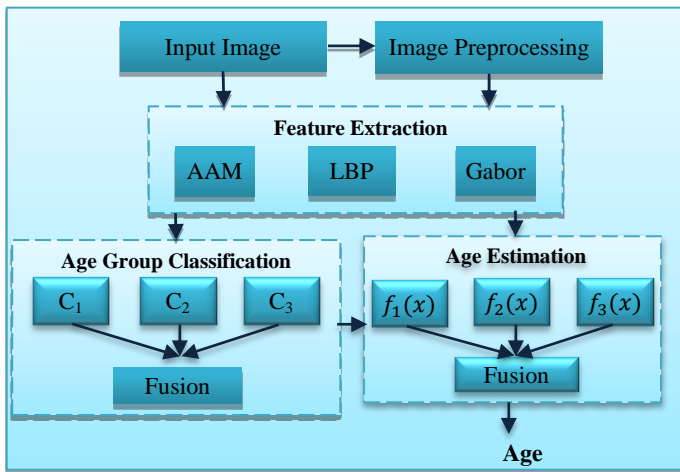 Input Image
Image Preprocessing
Feature Extraction
AAM
LBP
Gabor
Age Group Classification
C₁
C₂
C₃
Fusion
Age Estimation
f₁(x)
f₂(x)
f₃(x)
Fusion
Age